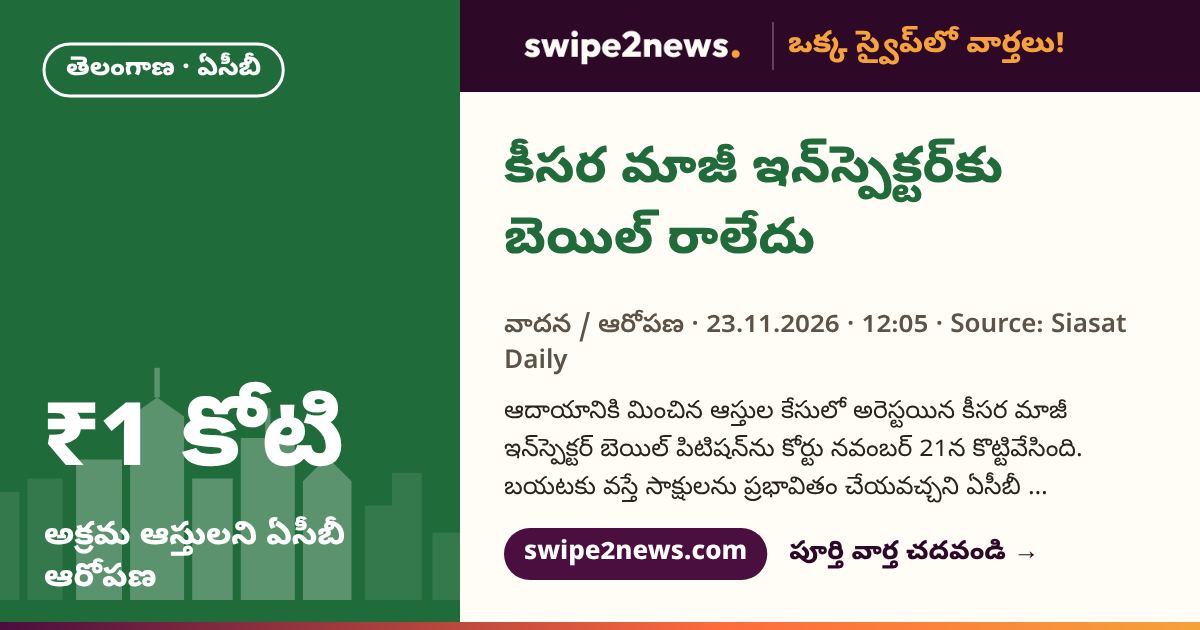 తెలంగాణ · ఏసీబీ
₹1 కోటి
అక్రమ ఆస్తులని ఏసీబీ
ఆరోపణ
swipe2news.
ఒక్క స్వైప్‌లో వార్తలు!
కీసర మాజీ ఇన్‌స్పెక్టర్‌కు
బెయిల్ రాలేదు
వాదన / ఆరోపణ · 23.11.2026 · 12:05 · Source: Siasat
Daily
ఆదాయానికి మించిన ఆస్తుల కేసులో అరెస్టయిన కీసర మాజీ
ఇన్‌స్పెక్టర్ బెయిల్ పిటిషన్‌ను కోర్టు నవంబర్ 21న కొట్టివేసింది.
బయటకు వస్తే సాక్షులను ప్రభావితం చేయవచ్చని ఏసీబీ ...
swipe2news.com
పూర్తి వార్త చదవండి →